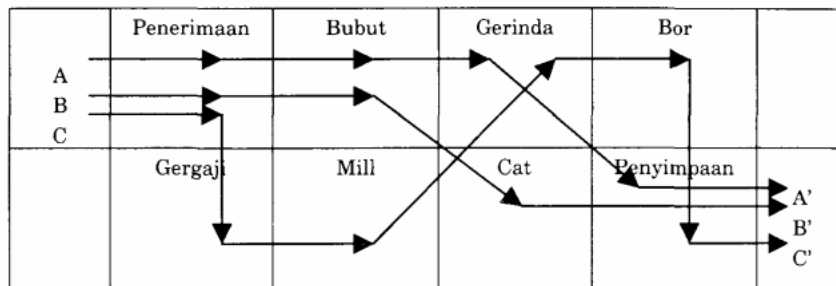 Penerimaan Bubut Gerinda Bor
A
B
C
Gergaji Mill Cat Penyimpaan
A'
B'
C'